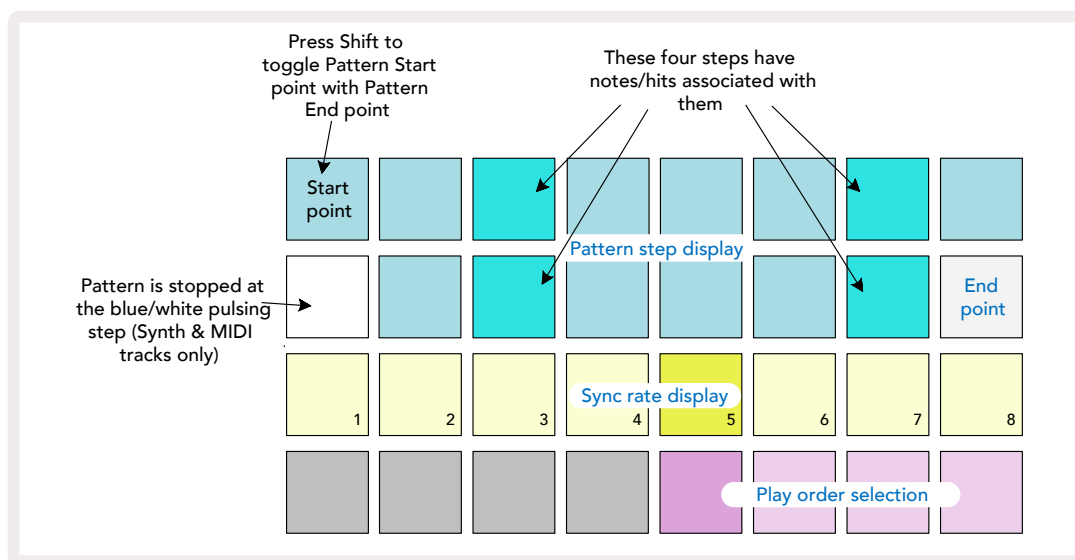 Press Shift to
toggle Pattern Start
point with Pattern
End point
These four steps have
notes/hits associated with
them
Start
point
Pattern step display
Pattern is stopped at
the blue/white pulsing
step (Synth & MIDI
tracks only)
End
point
Sync rate display
1 2 3 4 5 6 7 8
Play order selection